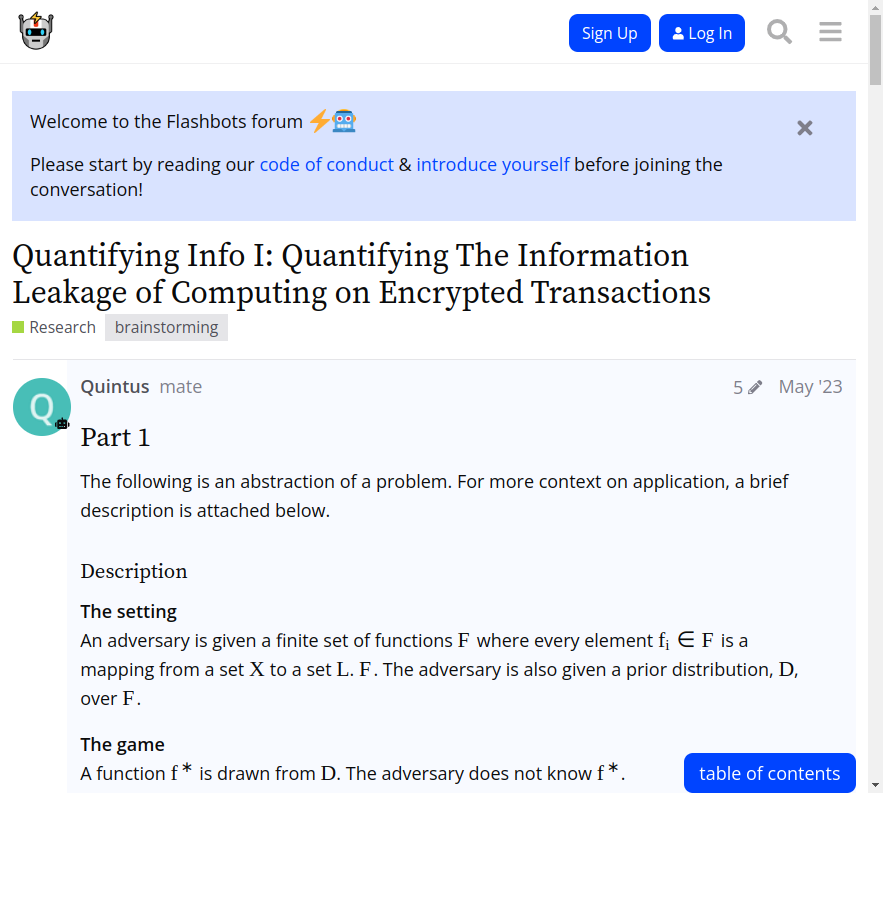 Sign Up
Log In
Welcome to the Flashbots forum
Please start by reading our code of conduct & introduce yourself before joining the
conversation!
Quantifying Info I: Quantifying The Information
Leakage of Computing on Encrypted Transactions
Research brainstorming
Q
Quintus mate 5 May '23
Part 1
The following is an abstraction of a problem. For more context on application, a brief
description is attached below.
Description
The setting
An adversary is given a finite set of functions F where every element fᵢ ∈ F is a
mapping from a set X to a set L. F. The adversary is also given a prior distribution, D,
over F.
The game
A function f* is drawn from D. The adversary does not know f*.
table of contents